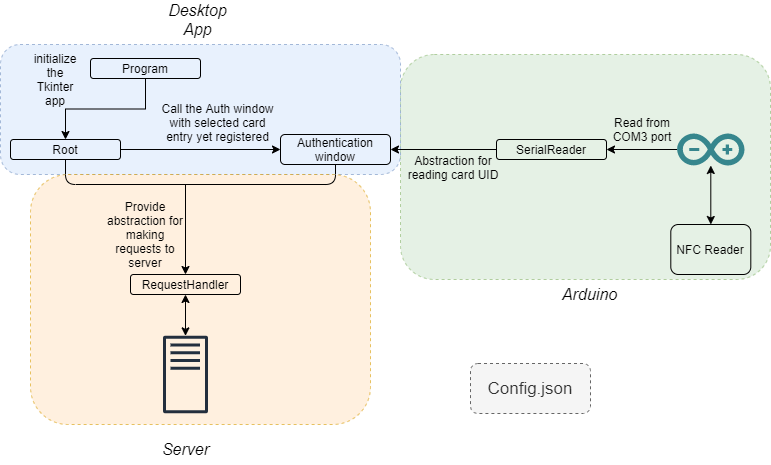 Desktop
App
initialize
the
Tkinter
app
Program
Call the Auth window
with selected card
entry yet registered
Root
Authentication
window
SerialReader
Read from
COM3 port
Abstraction for
reading card UID
NFC Reader
Arduino
Provide
abstraction for
making
requests to
server
RequestHandler
Server
Config.json